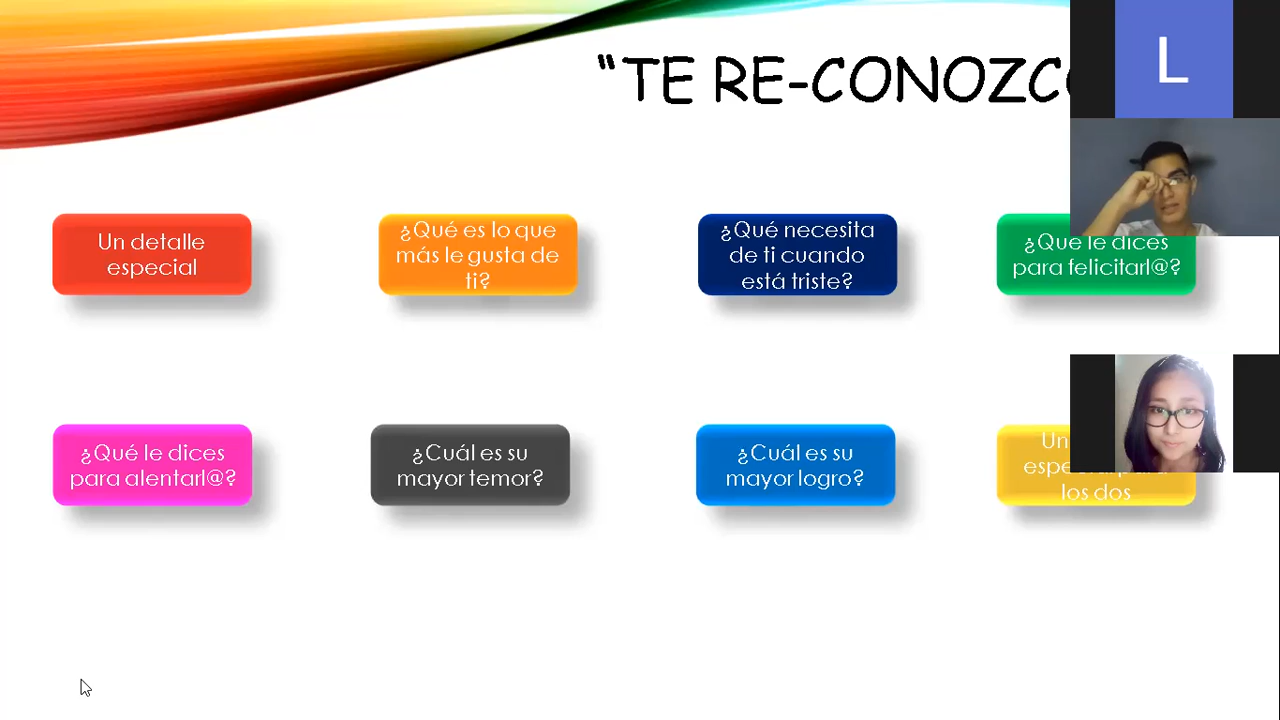 “TE RE-CONOZC
L
Un detalle
especial
¿Qué es lo que
más le gusta de
ti?
¿Qué necesita
de ti cuando
está triste?
¿Qué le dices
para felicitarl@?
¿Qué le dices
para alentarl@?
¿Cuál es su
mayor temor?
¿Cuál es su
mayor logro?
Un
los dos